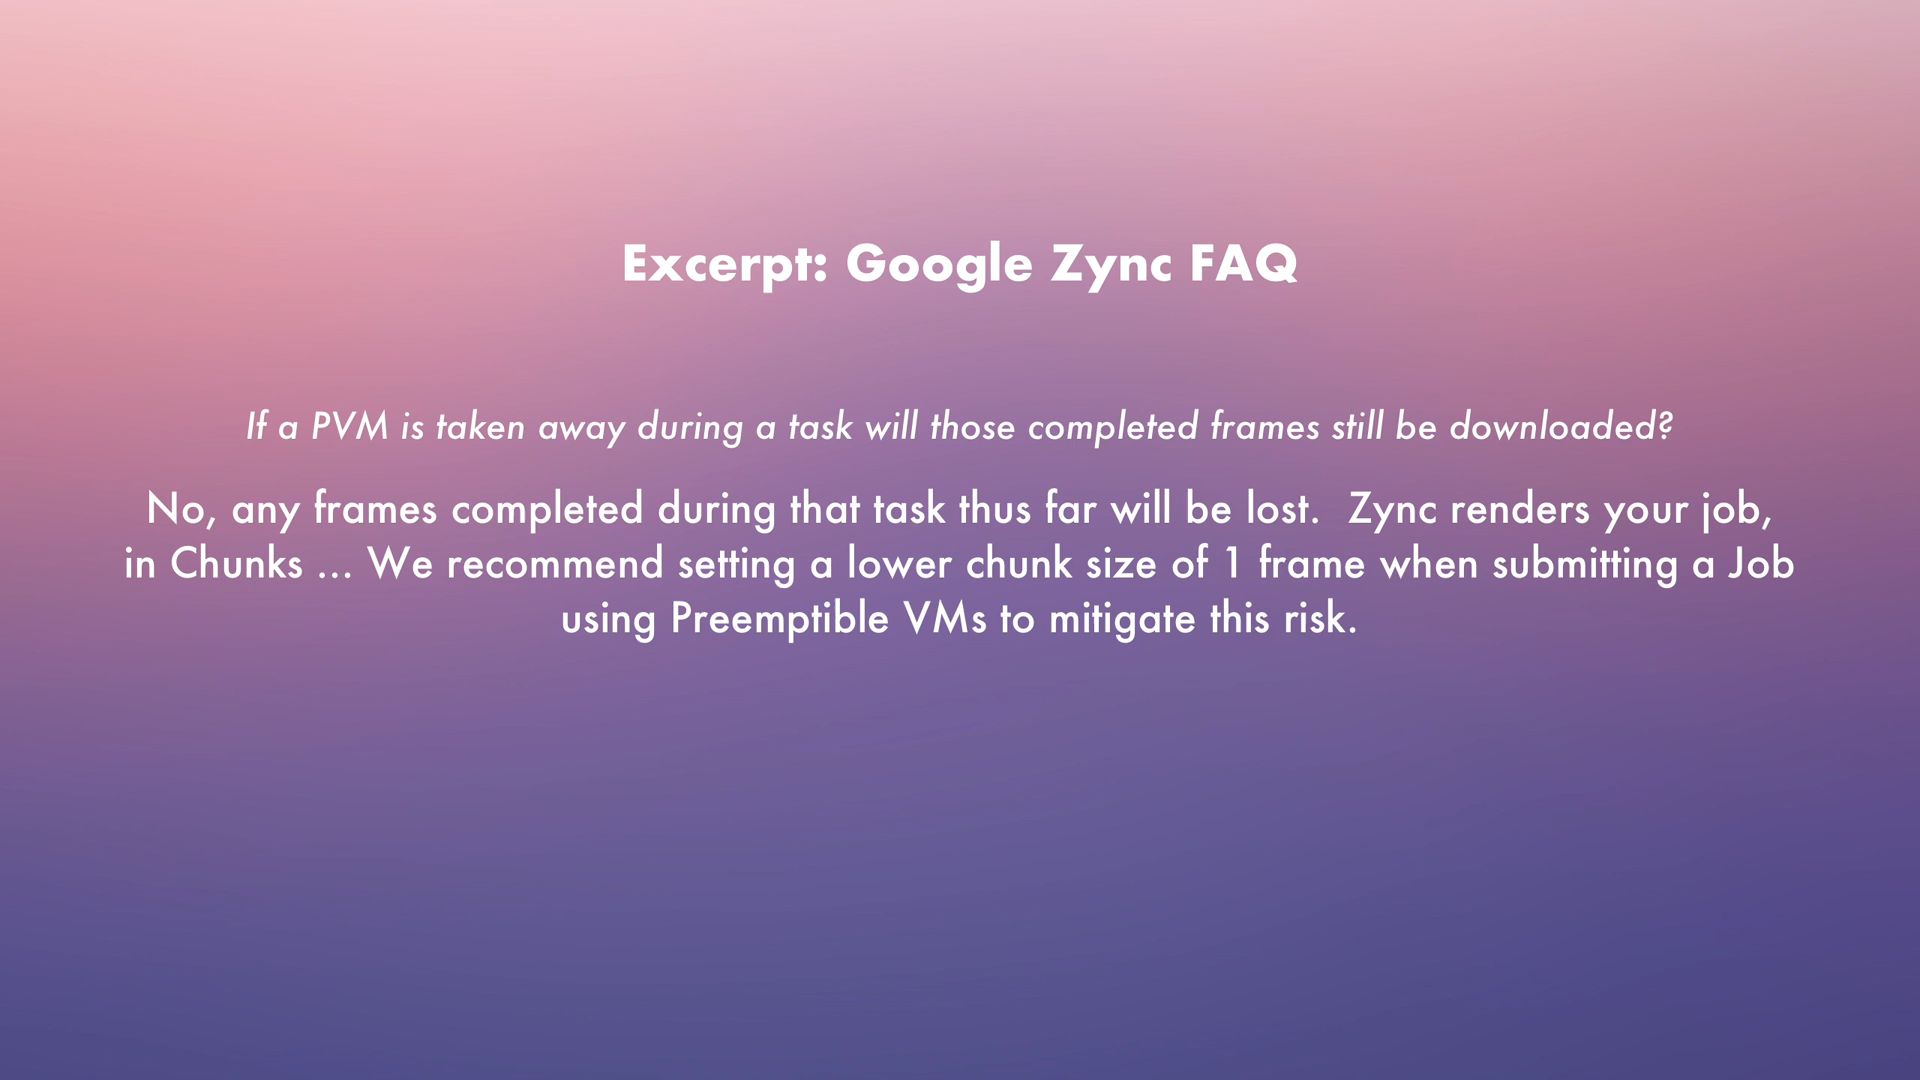 Excerpt: Google Zync FAQ
If a PVM is taken away during a task will those completed frames still be downloaded?
No, any frames completed during that task thus far will be lost.  Zync renders your job,
in Chunks ... We recommend setting a lower chunk size of 1 frame when submitting a Job
using Preemptible VMs to mitigate this risk.